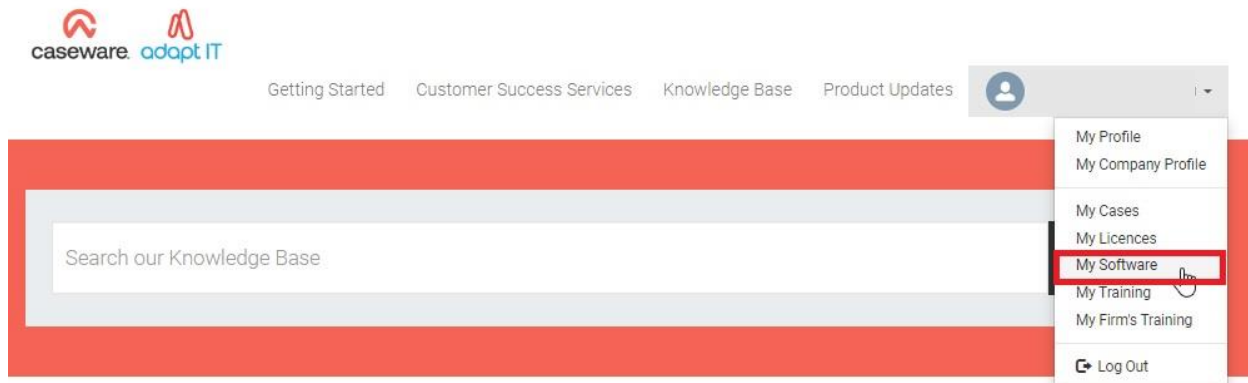 caseware. adapt IT
Getting Started Customer Success Services Knowledge Base Product Updates
My Profile
My Company Profile
My Cases
My Licences
Search our Knowledge Base
My Software
My Training
My Firm's Training
Log Out